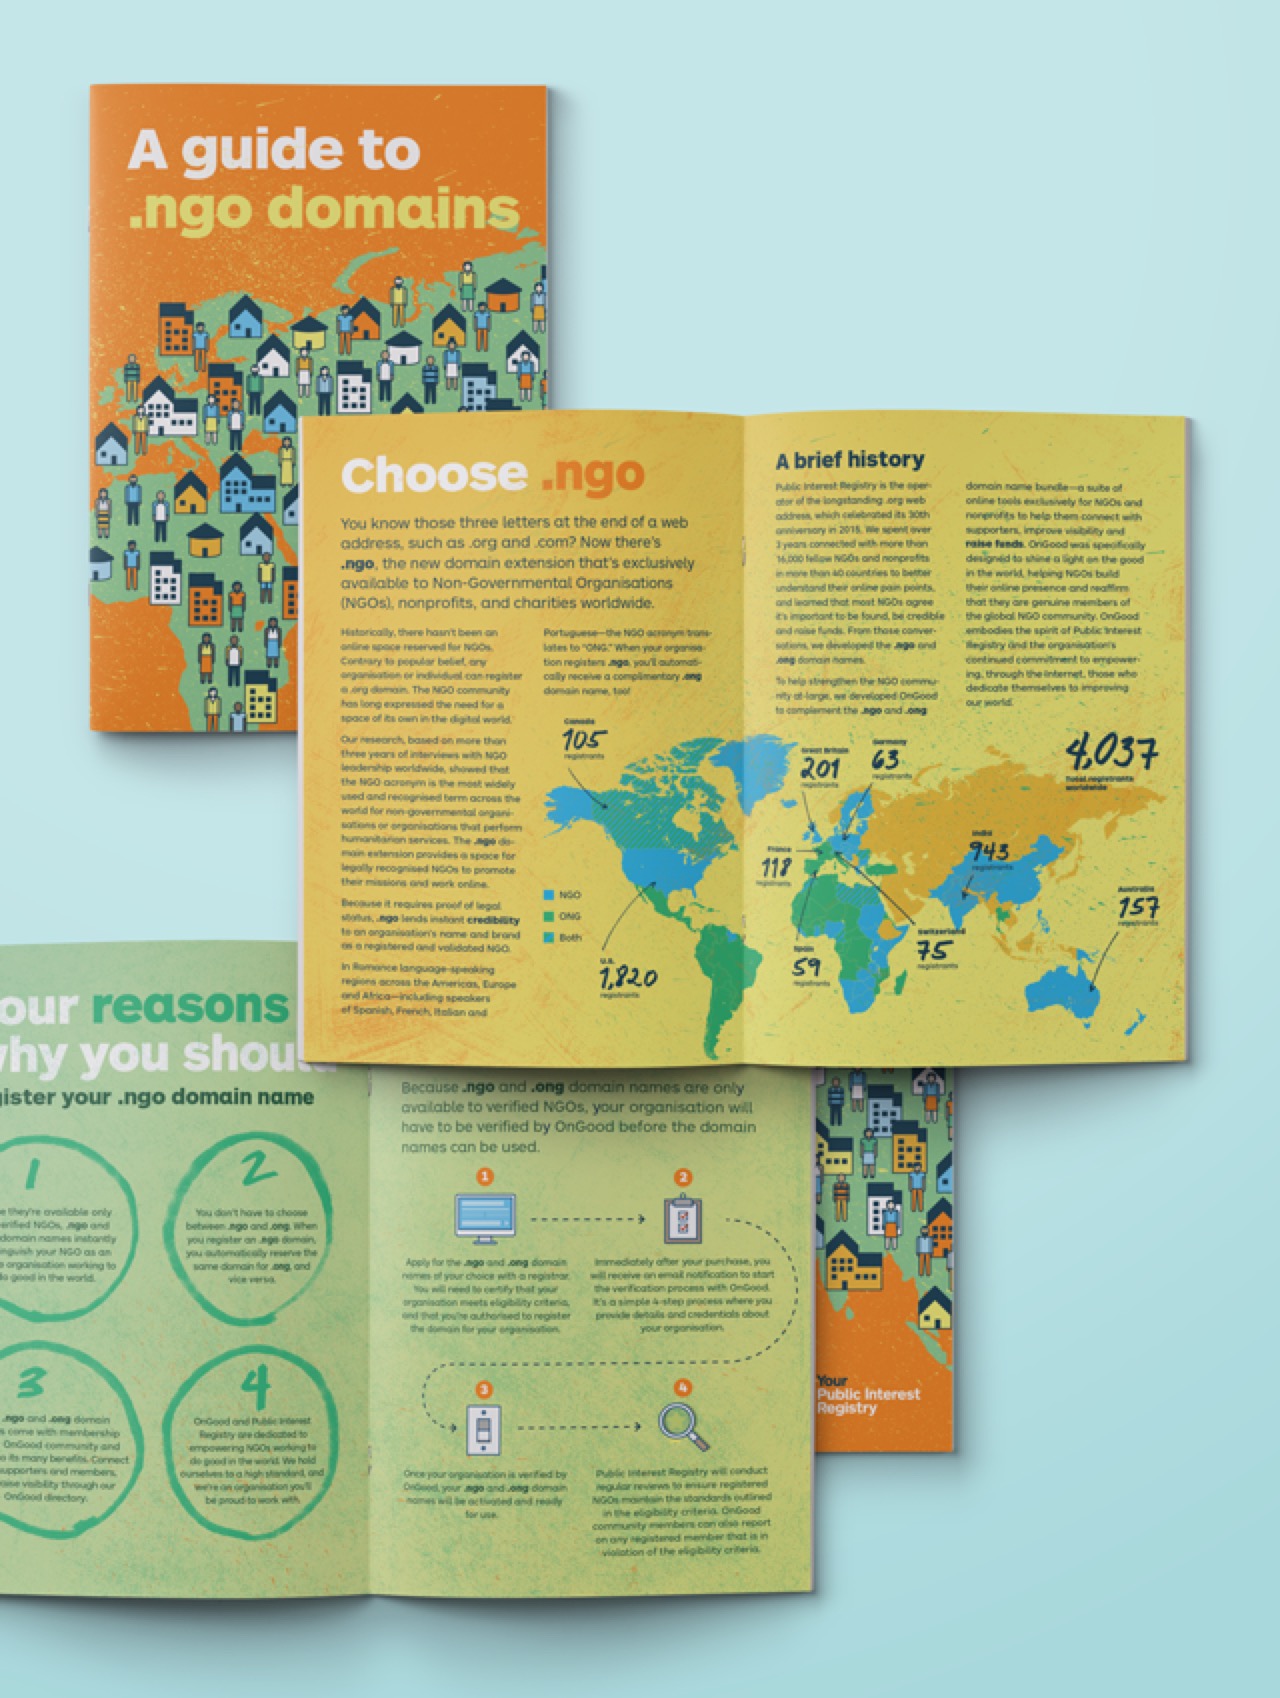 A guide to
.ngo domains
Choose .ngo
You know those three letters at the end of a web
address, such as .org and .com? Now there's
.ngo, the new domain extension that's exclusively
available to Non-Governmental Organisations
(NGOs), nonprofits, and charities worldwide.
Historically, there hasn't been an
online space reserved for NGOs.
Contrary to popular belief, any
organisation or individual can register
a .org domain. The NGO community
has long expressed the need for a
space of its own in the digital world.
Our research, based on more than
three years of interviews with NGO
leadership worldwide, showed that
the NGO acronym is the most widely
used and recognised term across the
world for non-governmental organi-
sations or organisations that perform
humanitarian services. The .ngo do-
main extension provides a space for
legally recognised NGOs to promote
their missions and work online.
Because it requires proof of legal
status, .ngo lends instant credibility
to an organisation's name and brand
as a registered and validated NGO.
In Romance language-speaking
regions across the Americas, Europe
and Africa—including speakers
of Spanish, French, Italian and
Portuguese—the NGO acronym trans-
lates to "ONG." When your organisa-
tion registers .ngo, you'll automati-
cally receive a complimentary .ong
domain name, too!
A brief history
Public Interest Registry is the oper-
ator of the longstanding .org web
address, which celebrated its 30th
anniversary in 2015. We spent over
3 years connected with more than
16,000 fellow NGOs and nonprofits
in more than 40 countries to better
understand their online pain points,
and learned that most NGOs agree
it's important to be found, be credible
and raise funds. From those conver-
sations, we developed the .ngo and
.ong domain names.
To help strengthen the NGO commu-
nity at-large, we developed OnGood
to complement the .ngo and .ong
domain name bundle—a suite of
online tools exclusively for NGOs and
nonprofits to help them connect with
supporters, improve visibility and
raise funds. OnGood was specifically
designed to shine a light on the good
in the world, helping NGOs build
their online presence and reaffirm
that they are genuine members of
the global NGO community. OnGood
embodies the spirit of Public Interest
Registry and the organisation's
continued commitment to empower-
ing, through the Internet, those who
dedicate themselves to improving
our world.
Canada
105
registrants
Great Britain
201
registrants
Germany
63
registrants
4,037
Total registrants
worldwide
France
118
registrants
India
943
registrants
Australia
157
registrants
Switzerland
75
registrants
Spain
59
registrants
U.S.
1,820
registrants
NGO
ONG
Both
our reasons
why you should
gister your .ngo domain name
1
e they're available only
erified NGOs, .ngo and
domain names instantly
nguish your NGO as an
e organisation working to
do good in the world.
2
You don't have to choose
between .ngo and .ong. When
you register an .ngo domain,
you automatically reserve the
same domain for .ong, and
vice versa.
3
.ngo and .ong domain
s come with membership
OnGood community and
o its many benefits. Connect
upporters and members,
aise visibility through our
OnGood directory.
4
OnGood and Public Interest
Registry are dedicated to
empowering NGOs working to
do good in the world. We hold
ourselves to a high standard, and
we're an organisation you'll
be proud to work with.
Because .ngo and .ong domain names are only
available to verified NGOs, your organisation will
have to be verified by OnGood before the domain
names can be used.
1
Apply for the .ngo and .ong domain
names of your choice with a registrar.
You will need to certify that your
organisation meets eligibility criteria,
and that you're authorised to register
the domain for your organisation.
2
Immediately after your purchase, you
will receive an email notification to start
the verification process with OnGood.
It's a simple 4-step process where you
provide details and credentials about
your organisation.
3
Once your organisation is verified by
OnGood, your .ngo and .ong domain
names will be activated and ready
for use.
4
Public Interest Registry will conduct
regular reviews to ensure registered
NGOs maintain the standards outlined
in the eligibility criteria. OnGood
community members can also report
on any registered member that is in
violation of the eligibility criteria.
Your
Public Interest
Registry